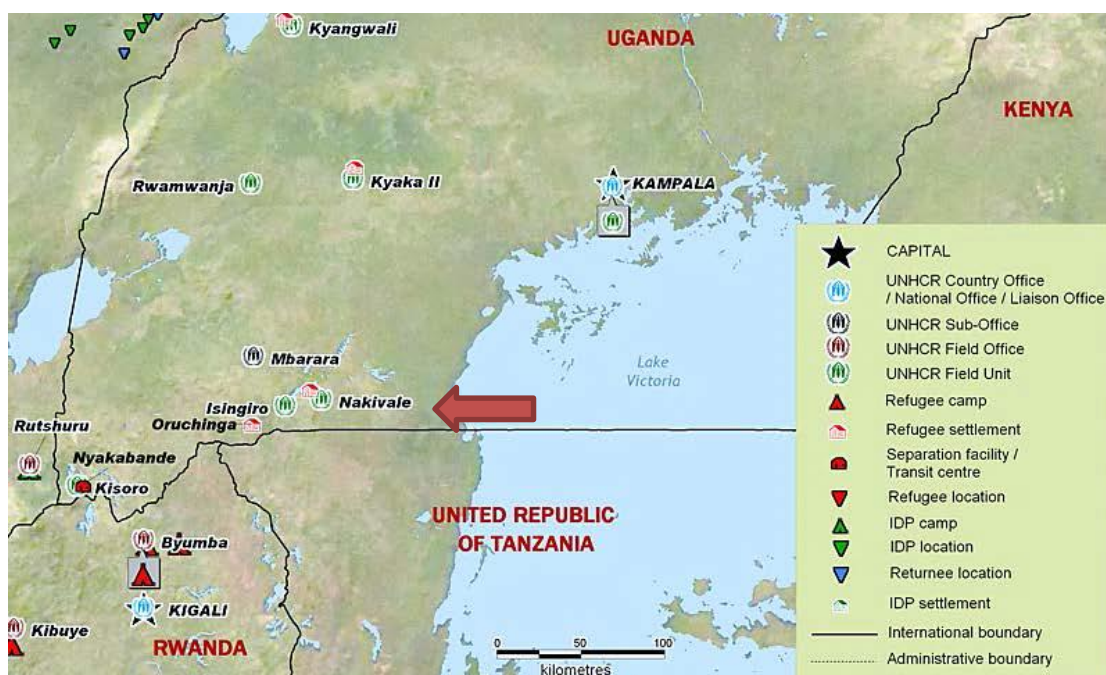 Kyangwali
UGANDA
KENYA
Rwamwanja
Kyaka II
KAMPALA
Mbarara
Lake
Victoria
Isingiro
Nakivale
Oruchinga
Rutshuru
Nyakabande
Kisoro
UNITED REPUBLIC
OF TANZANIA
Byumba
KIGALI
Kibuye
RWANDA
0 50 100
kilometres
CAPITAL
UNHCR Country Office
/ National Office / Liaison Office
UNHCR Sub-Office
UNHCR Field Office
UNHCR Field Unit
Refugee camp
Refugee settlement
Separation facility /
Transit centre
Refugee location
IDP camp
IDP location
Returnee location
IDP settlement
International boundary
Administrative boundary